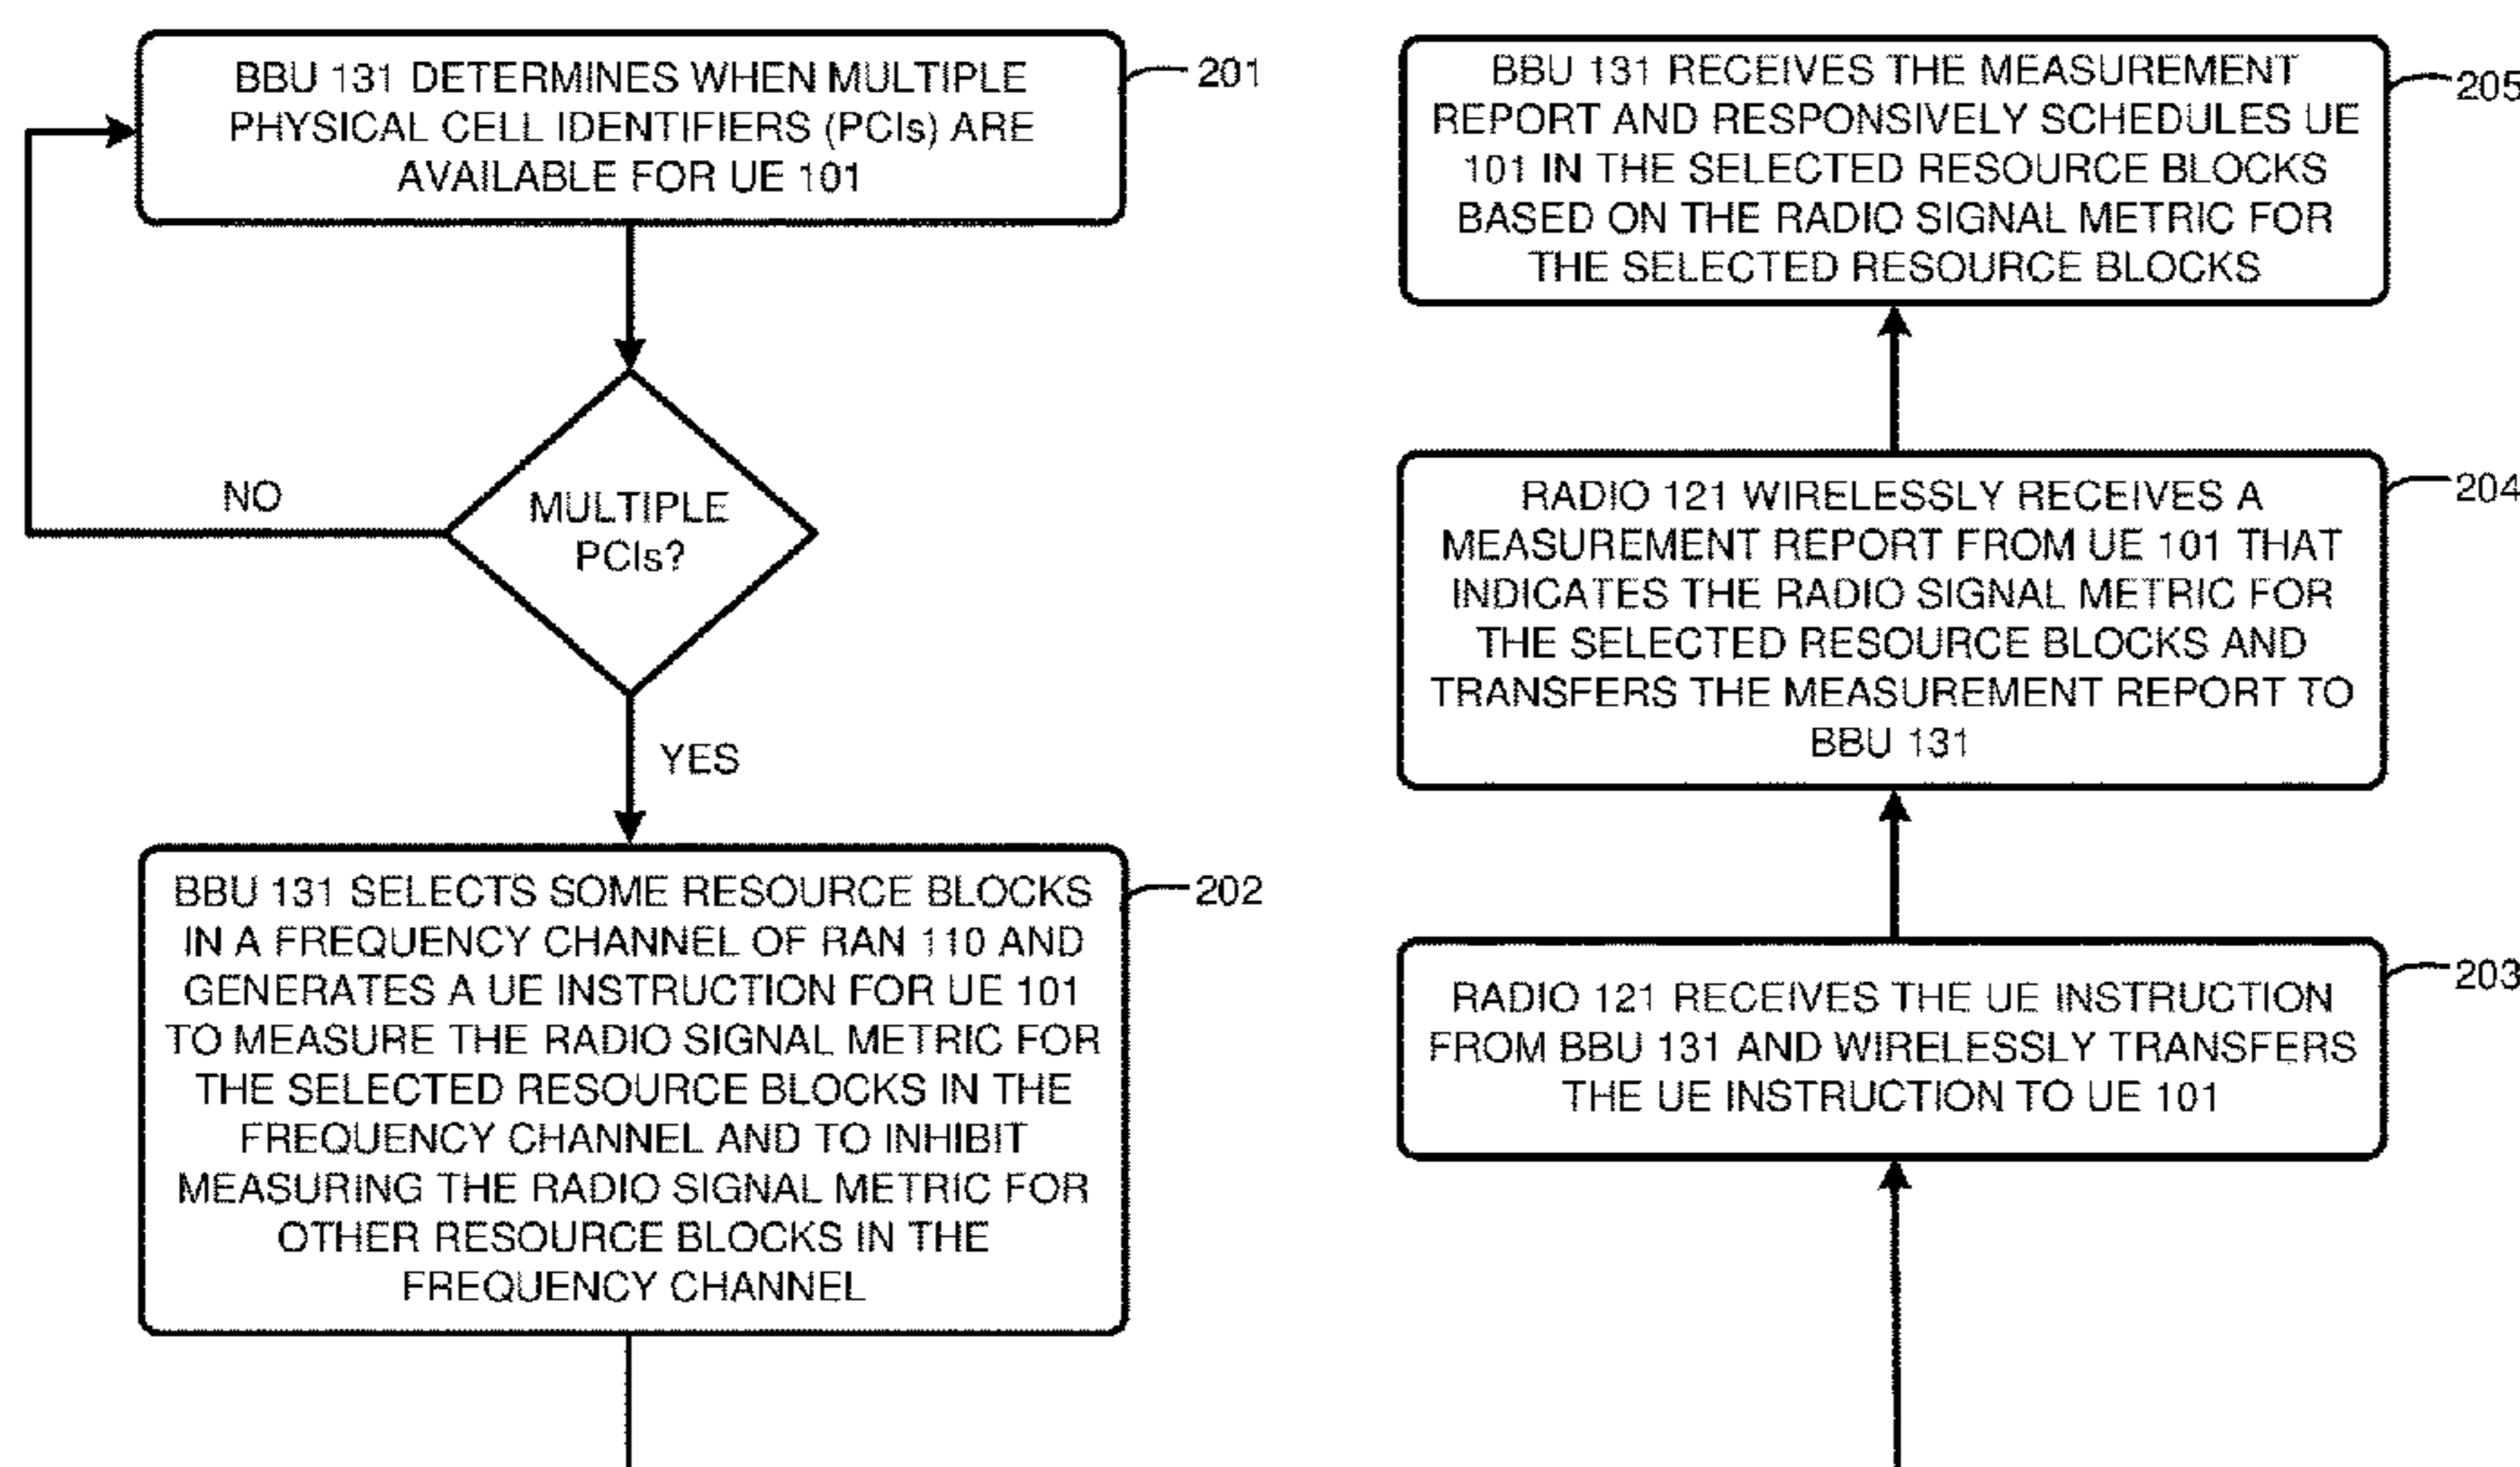 BBU 131 DETERMINES WHEN MULTIPLE
PHYSICAL CELL IDENTIFIERS (PCIs) ARE
AVAILABLE FOR UE 101
201
MULTIPLE
PCIs?
NO
YES
BBU 131 SELECTS SOME RESOURCE BLOCKS
IN A FREQUENCY CHANNEL OF RAN 110 AND
GENERATES A UE INSTRUCTION FOR UE 101
TO MEASURE THE RADIO SIGNAL METRIC FOR
THE SELECTED RESOURCE BLOCKS IN THE
FREQUENCY CHANNEL AND TO INHIBIT
MEASURING THE RADIO SIGNAL METRIC FOR
OTHER RESOURCE BLOCKS IN THE
FREQUENCY CHANNEL
202
RADIO 121 RECEIVES THE UE INSTRUCTION
FROM BBU 131 AND WIRELESSLY TRANSFERS
THE UE INSTRUCTION TO UE 101
203
RADIO 121 WIRELESSLY RECEIVES A
MEASUREMENT REPORT FROM UE 101 THAT
INDICATES THE RADIO SIGNAL METRIC FOR
THE SELECTED RESOURCE BLOCKS AND
TRANSFERS THE MEASUREMENT REPORT TO
BBU 131
204
BBU 131 RECEIVES THE MEASUREMENT
REPORT AND RESPONSIVELY SCHEDULES UE
101 IN THE SELECTED RESOURCE BLOCKS
BASED ON THE RADIO SIGNAL METRIC FOR
THE SELECTED RESOURCE BLOCKS
205